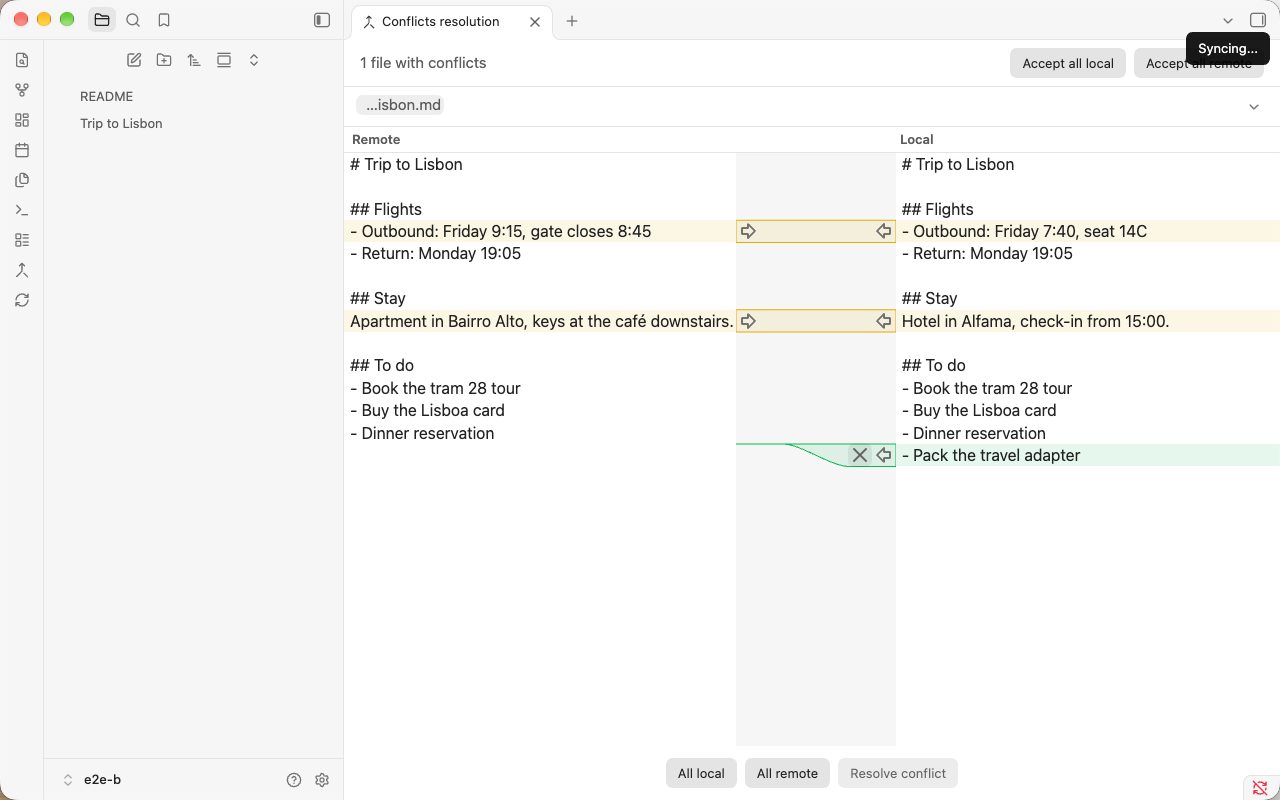 Conflicts resolution
Syncing...
1 file with conflicts
Accept all local
Accept all remote
README
Trip to Lisbon
...isbon.md
Remote
Local
# Trip to Lisbon
## Flights
- Outbound: Friday 9:15, gate closes 8:45
- Return: Monday 19:05
## Stay
Apartment in Bairro Alto, keys at the café downstairs.
## To do
- Book the tram 28 tour
- Buy the Lisboa card
- Dinner reservation
# Trip to Lisbon
## Flights
- Outbound: Friday 7:40, seat 14C
- Return: Monday 19:05
## Stay
Hotel in Alfama, check-in from 15:00.
## To do
- Book the tram 28 tour
- Buy the Lisboa card
- Dinner reservation
- Pack the travel adapter
All local
All remote
Resolve conflict
e2e-b